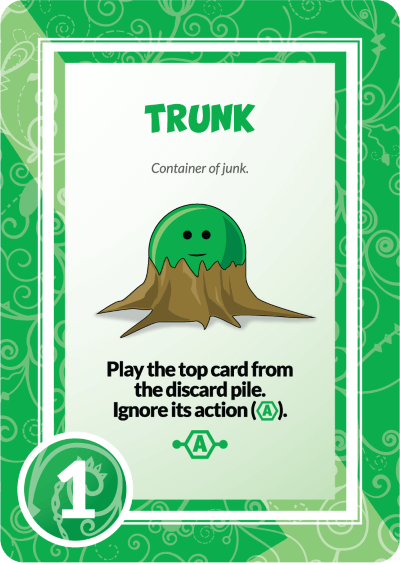 TRUNK
Container of junk.
Play the top card from
the discard pile.
Ignore its action (A).
A
1